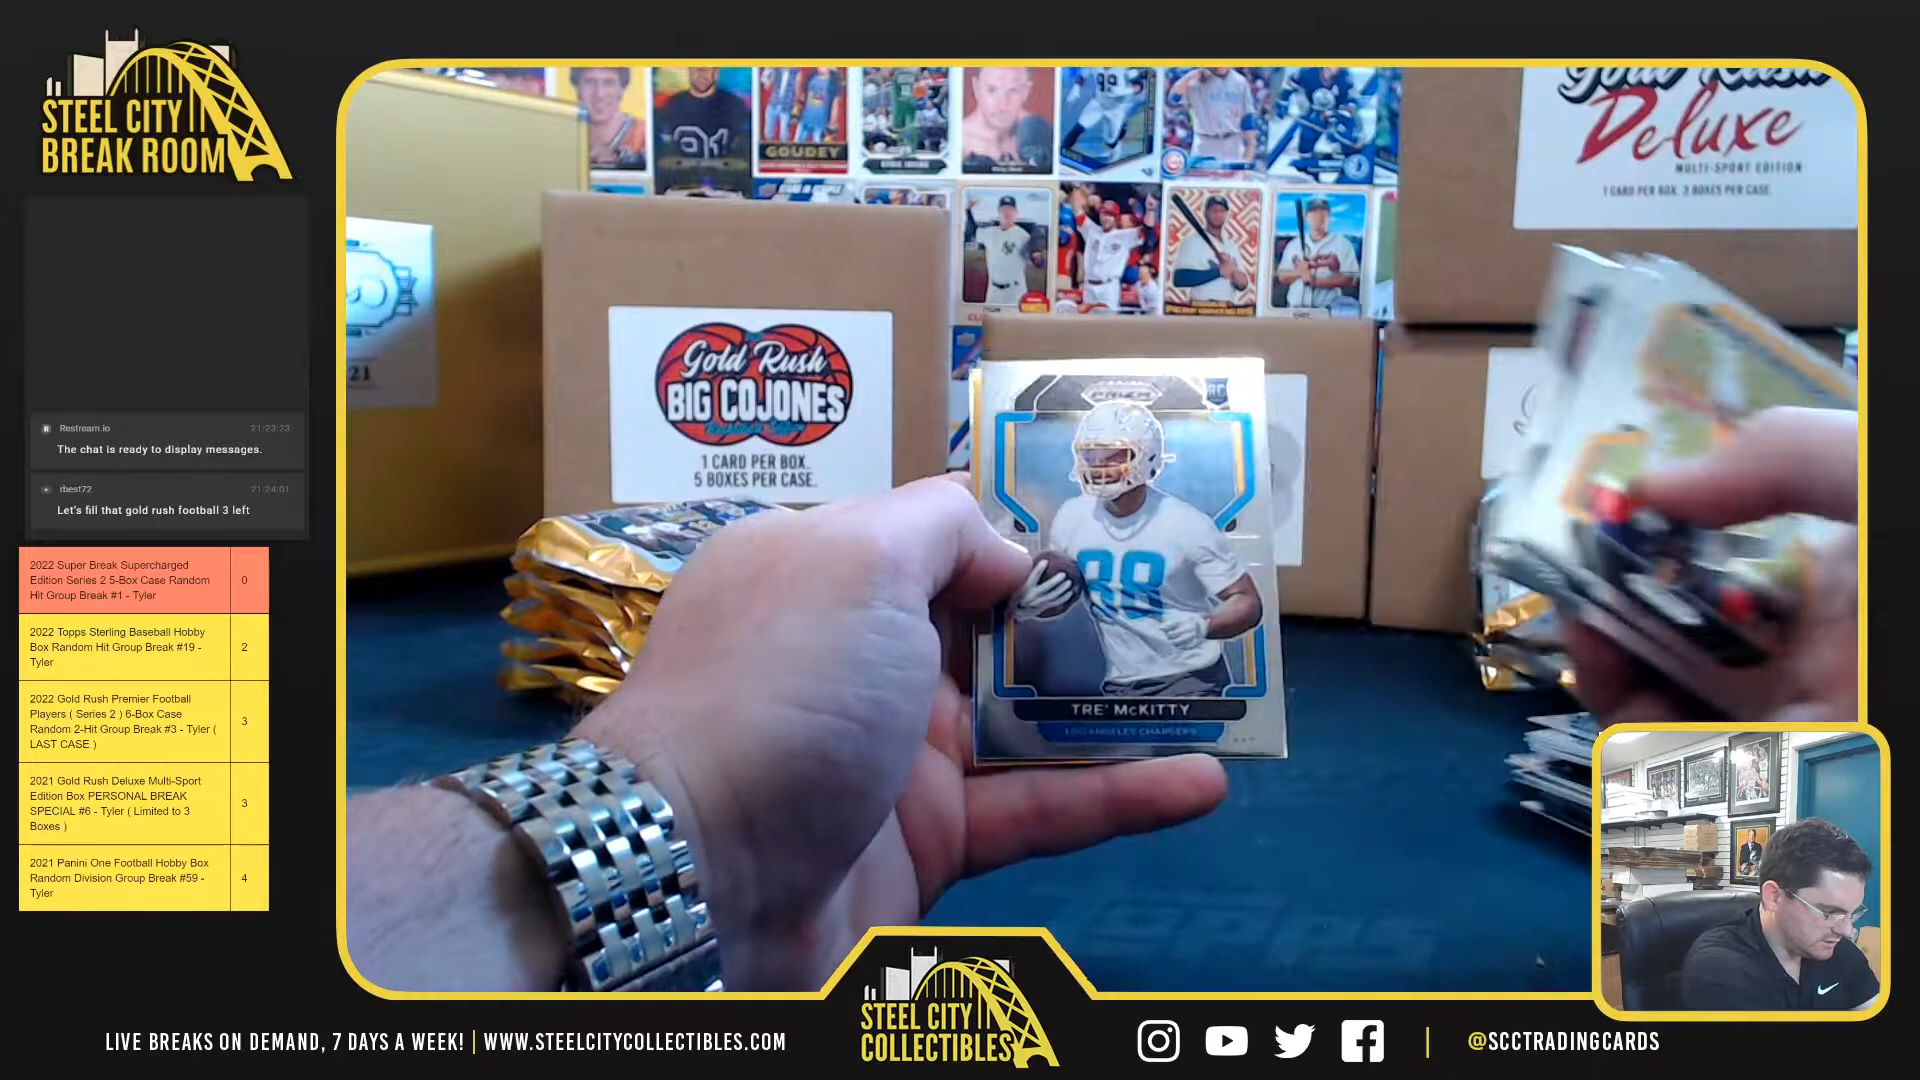 STEEL CITY
BREAK ROOM
Restream.io 21:23:23
The chat is ready to display messages.
rbest72 21:24:01
Let's fill that gold rush football 3 left
2022 Super Break Supercharged
Edition Series 2 5-Box Case Random
Hit Group Break #1 - Tyler
0
2022 Topps Sterling Baseball Hobby
Box Random Hit Group Break #19 -
Tyler
2
2022 Gold Rush Premier Football
Players ( Series 2 ) 6-Box Case
Random 2-Hit Group Break #3 - Tyler (
LAST CASE )
3
2021 Gold Rush Deluxe Multi-Sport
Edition Box PERSONAL BREAK
SPECIAL #6 - Tyler ( Limited to 3
Boxes )
3
2021 Panini One Football Hobby Box
Random Division Group Break #59 -
Tyler
4
21
91
GOUDEY
99
Gold Rush
BIG COJONES
1 CARD PER BOX.
5 BOXES PER CASE.
Gold Rush
Deluxe
MULTI-SPORT EDITION
1 CARD PER BOX. 3 BOXES PER CASE.
PRIZM
RC
88
TRE' McKITTY
LOS ANGELES CHARGERS
TOPPS
LIVE BREAKS ON DEMAND, 7 DAYS A WEEK! | WWW.STEELCITYCOLLECTIBLES.COM
STEEL CITY
COLLECTIBLES
| @SCCTRADINGCARDS